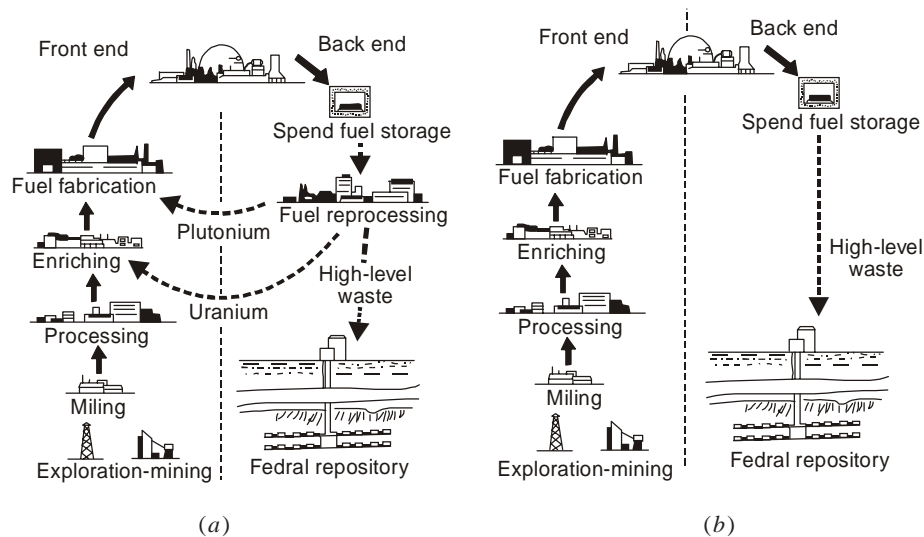 Front end
Back end
Spend fuel storage
Fuel fabrication
Fuel reprocessing
Plutonium
Enriching
High-level
waste
Uranium
Processing
Miling
Exploration-mining
Fedral repository
(a)
Front end
Back end
Spend fuel storage
Fuel fabrication
Enriching
High-level
waste
Processing
Miling
Exploration-mining
Fedral repository
(b)